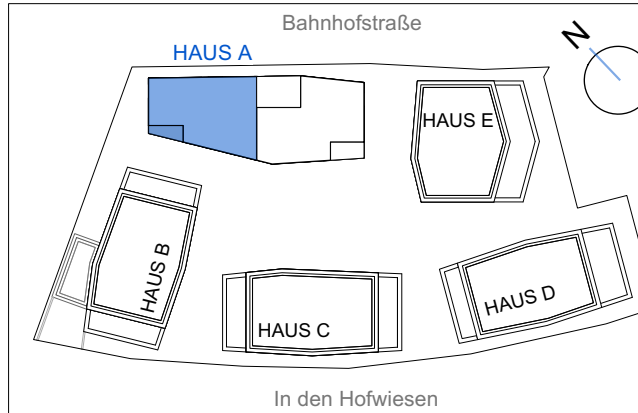 Bahnhofstraße
N
HAUS A
HAUS E
HAUS B
HAUS C
HAUS D
In den Hofwiesen